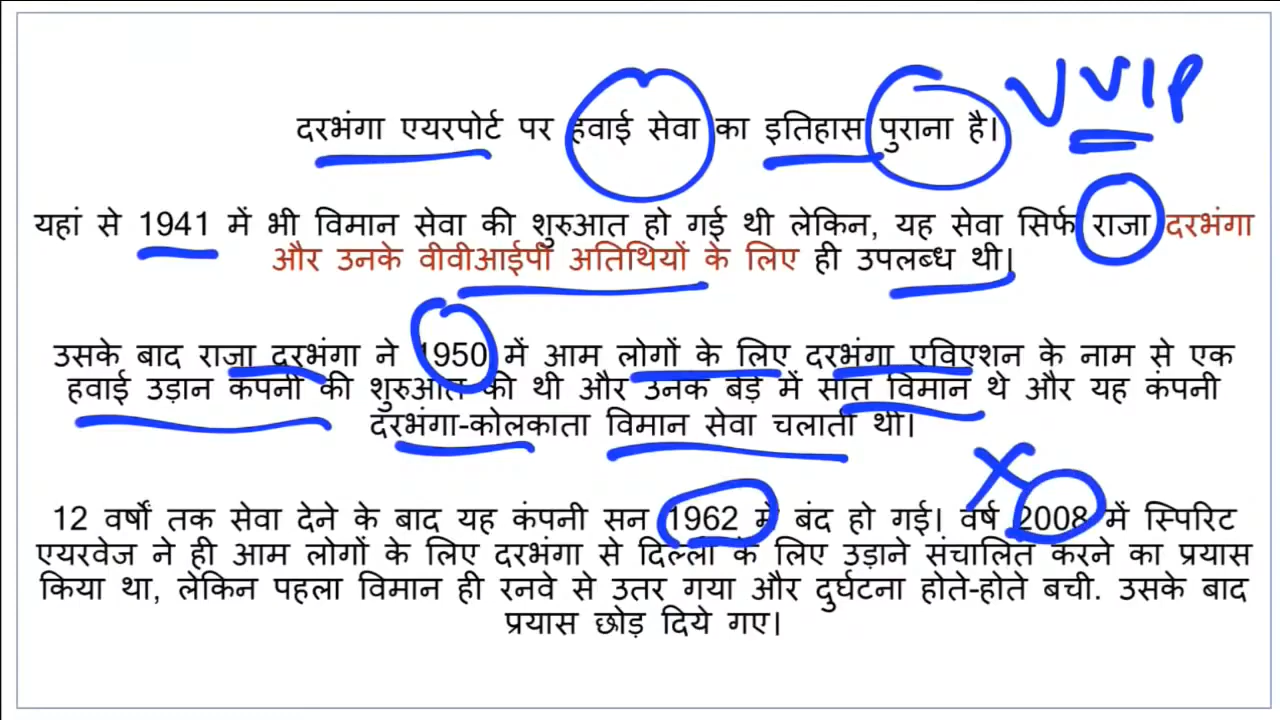 VVIP
दरभंगा एयरपोर्ट पर हवाई सेवा का इतिहास पुराना है।
यहां से 1941 में भी विमान सेवा की शुरुआत हो गई थी लेकिन, यह सेवा सिर्फ राजा दरभंगा
और उनके वीवीआईपी अतिथियों के लिए ही उपलब्ध थी।
उसके बाद राजा दरभंगा ने 1950 में आम लोगों के लिए दरभंगा एविएशन के नाम से एक
हवाई उड़ान कंपनी की शुरुआत की थी और उनके बेड़े में सात विमान थे और यह कंपनी
दरभंगा-कोलकाता विमान सेवा चलाती थी।
12 वर्षों तक सेवा देने के बाद यह कंपनी सन 1962 में बंद हो गई। वर्ष 2008 में स्पिरिट
एयरवेज ने ही आम लोगों के लिए दरभंगा से दिल्ली के लिए उड़ाने संचालित करने का प्रयास
किया था, लेकिन पहला विमान ही रनवे से उतर गया और दुर्घटना होते-होते बची. उसके बाद
प्रयास छोड़ दिये गए।